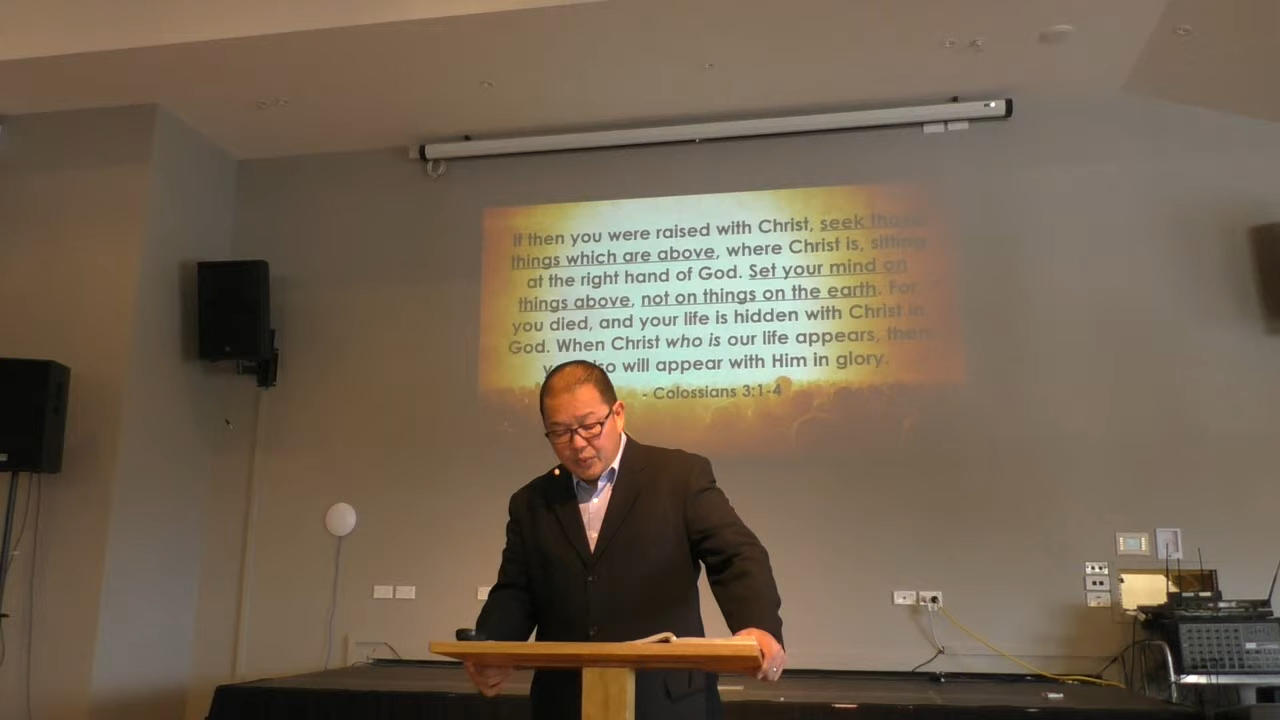 If then you were raised with Christ, seek those
things which are above, where Christ is, sitting
at the right hand of God. Set your mind on
things above, not on things on the earth. For
you died, and your life is hidden with Christ in
God. When Christ who is our life appears, then
also will appear with Him in glory.
- Colossians 3:1-4